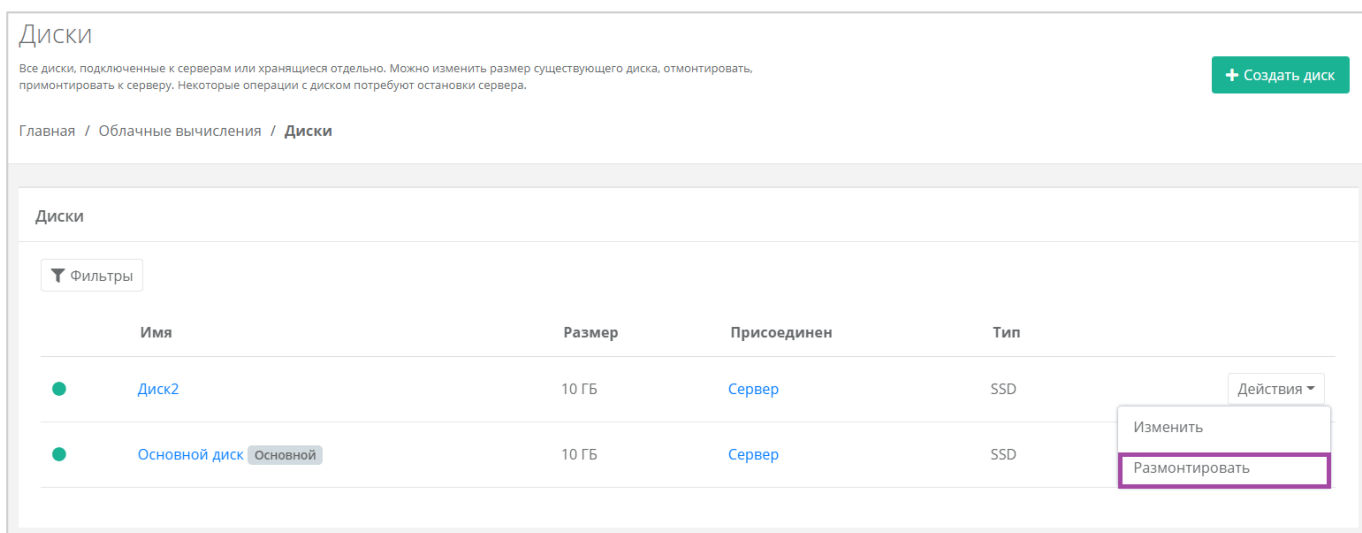 Диски
Все диски, подключенные к серверам или хранящиеся отдельно. Можно изменить размер существующего диска, отмонтировать,
примонтировать к серверу. Некоторые операции с диском потребуют остановки сервера.
+ Создать диск
Главная / Облачные вычисления / Диски
Диски
Фильтры
Имя Размер Присоединен Тип
Диск2 10 ГБ Сервер SSD Действия
Изменить
Основной диск Основной 10 ГБ Сервер SSD
Размонтировать